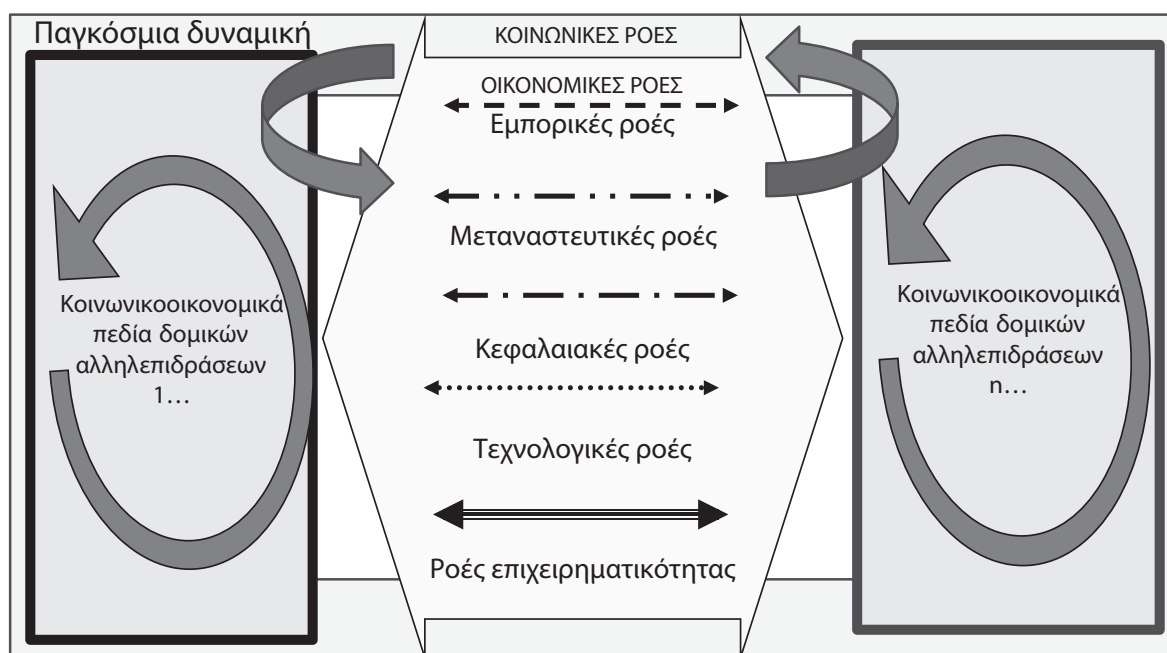 Παγκόσμια δυναμική
ΚΟΙΝΩΝΙΚΕΣ ΡΟΕΣ
ΟΙΚΟΝΟΜΙΚΕΣ ΡΟΕΣ
Εμπορικές ροές
Μεταναστευτικές ροές
Κεφαλαιακές ροές
Τεχνολογικές ροές
Ροές επιχειρηματικότητας
Κοινωνικοοικονομικά
πεδία δομικών
αλληλεπιδράσεων
1…
Κοινωνικοοικονομικά
πεδία δομικών
αλληλεπιδράσεων
n…